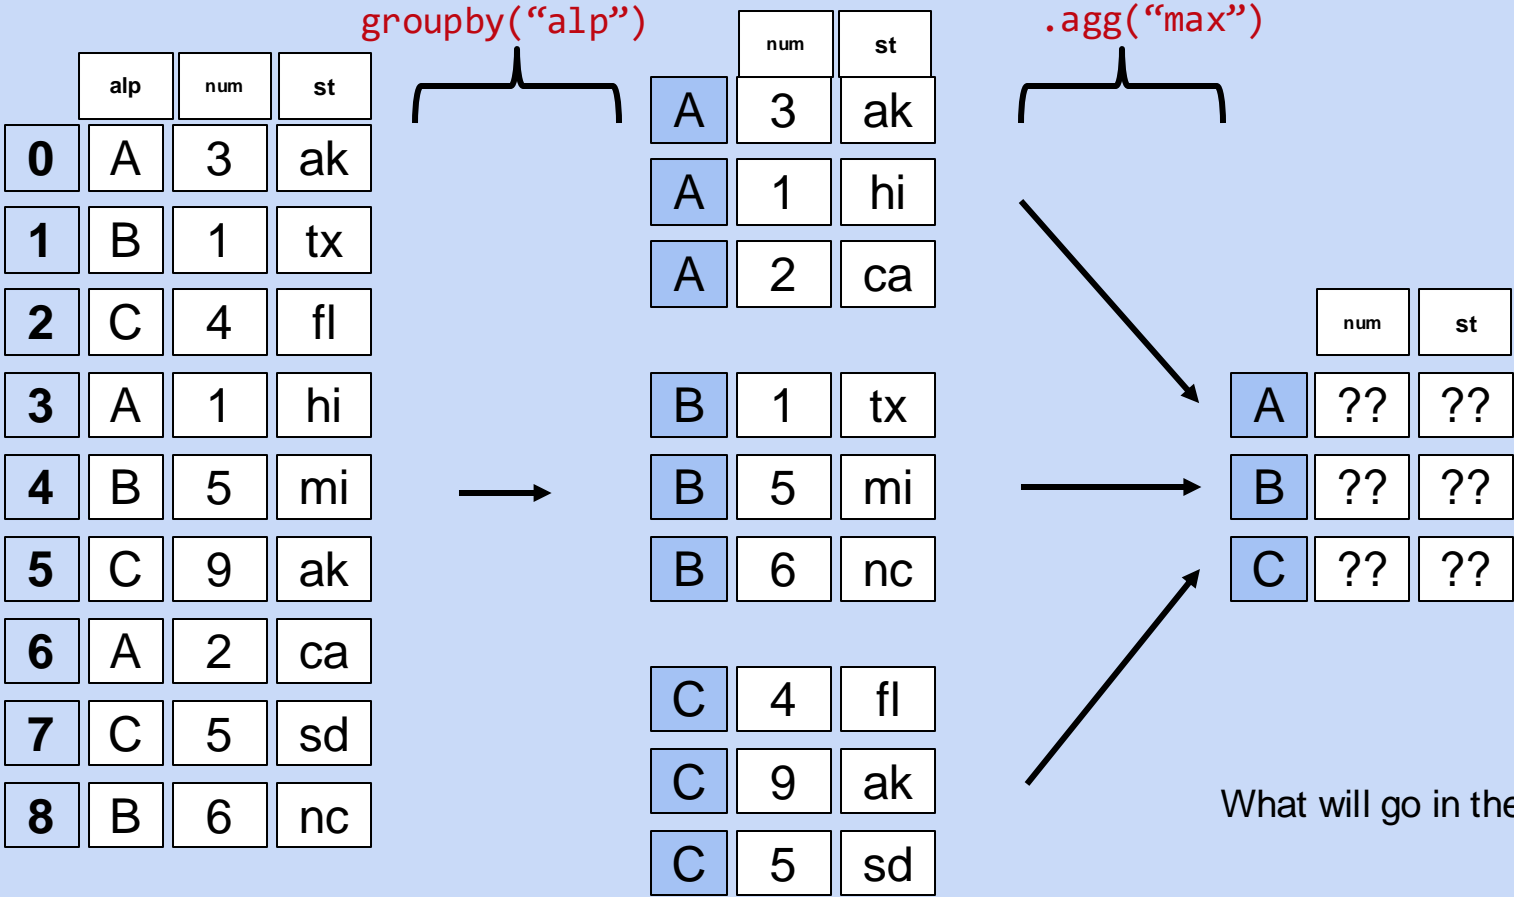 groupby(“alp”)
.agg(“max”)
alp num st
0 A 3 ak
1 B 1 tx
2 C 4 fl
3 A 1 hi
4 B 5 mi
5 C 9 ak
6 A 2 ca
7 C 5 sd
8 B 6 nc
num st
A 3 ak
A 1 hi
A 2 ca
B 1 tx
B 5 mi
B 6 nc
C 4 fl
C 9 ak
C 5 sd
num st
A ?? ??
B ?? ??
C ?? ??
What will go in the